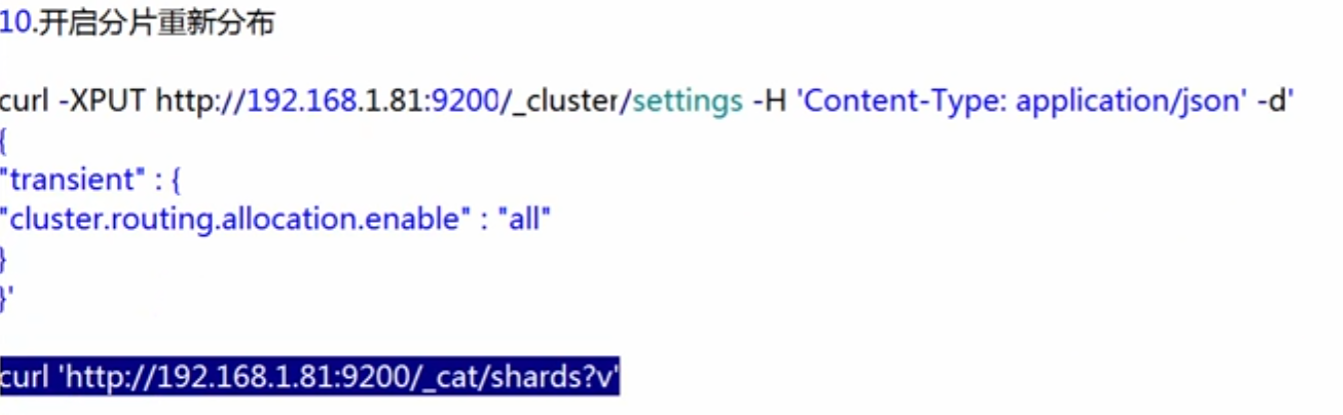 10.开启分片重新分布
curl -XPUT http://192.168.1.81:9200/_cluster/settings -H 'Content-Type: application/json' -d'
{
"transient" : {
"cluster.routing.allocation.enable" : "all"
}
}'
curl 'http://192.168.1.81:9200/_cat/shards?v'